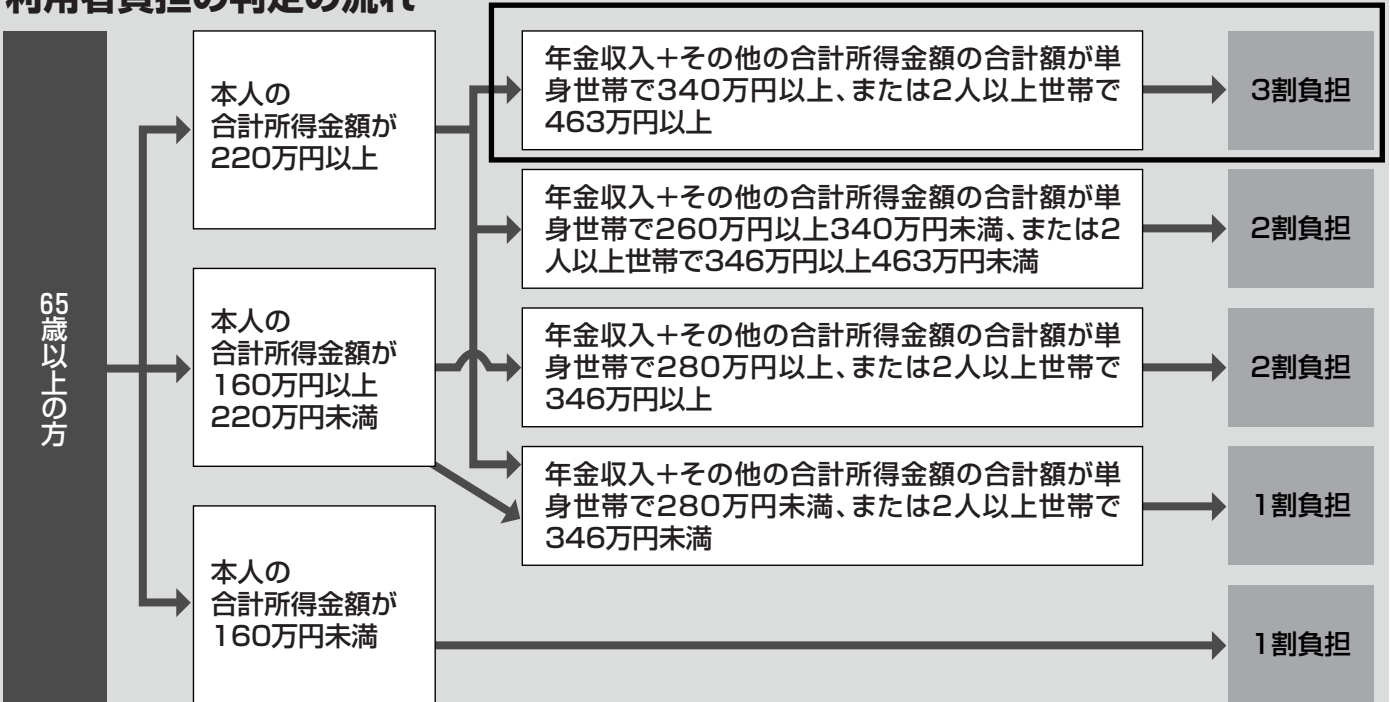 利用者負担の判定の流れ
65歳以上の方
本人の
合計所得金額が
220万円以上
年金収入＋その他の合計所得金額の合計額が単
身世帯で340万円以上、または2人以上世帯で
463万円以上
3割負担
年金収入＋その他の合計所得金額の合計額が単
身世帯で260万円以上340万円未満、または2
人以上世帯で346万円以上463万円未満
2割負担
本人の
合計所得金額が
160万円以上
220万円未満
年金収入＋その他の合計所得金額の合計額が単
身世帯で280万円以上、または2人以上世帯で
346万円以上
2割負担
年金収入＋その他の合計所得金額の合計額が単
身世帯で280万円未満、または2人以上世帯で
346万円未満
1割負担
本人の
合計所得金額が
160万円未満
1割負担